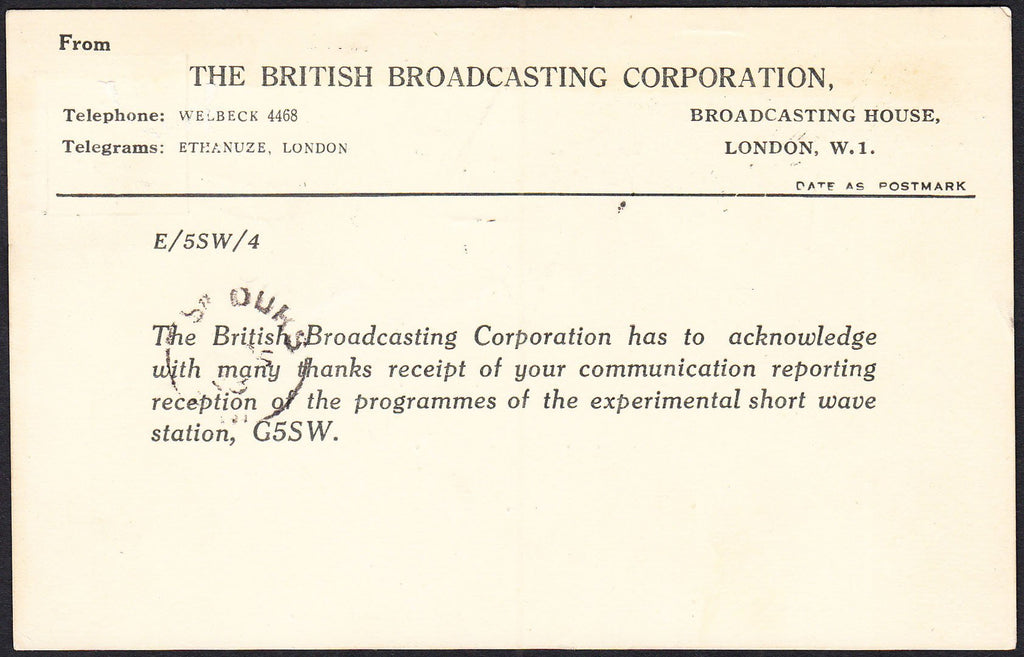 From
THE BRITISH BROADCASTING CORPORATION,
Telephone: WELBECK 4468
BROADCASTING HOUSE,
Telegrams: ETHANUZE, LONDON
LONDON, W.1.
DATE AS POSTMARK
E/5SW/4
The British Broadcasting Corporation has to acknowledge
with many thanks receipt of your communication reporting
reception of the programmes of the experimental short wave
station, G5SW.